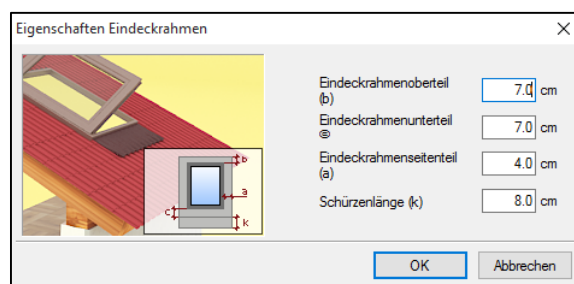 Eigenschaften Eindeckrahmen
b
a
c
k
Eindeckrahmenoberteil
(b)
7.0 cm
Eindeckrahmenunterteil
©
7.0 cm
Eindeckrahmenseitenteil
(a)
4.0 cm
Schürzenlänge (k)
8.0 cm
OK
Abbrechen